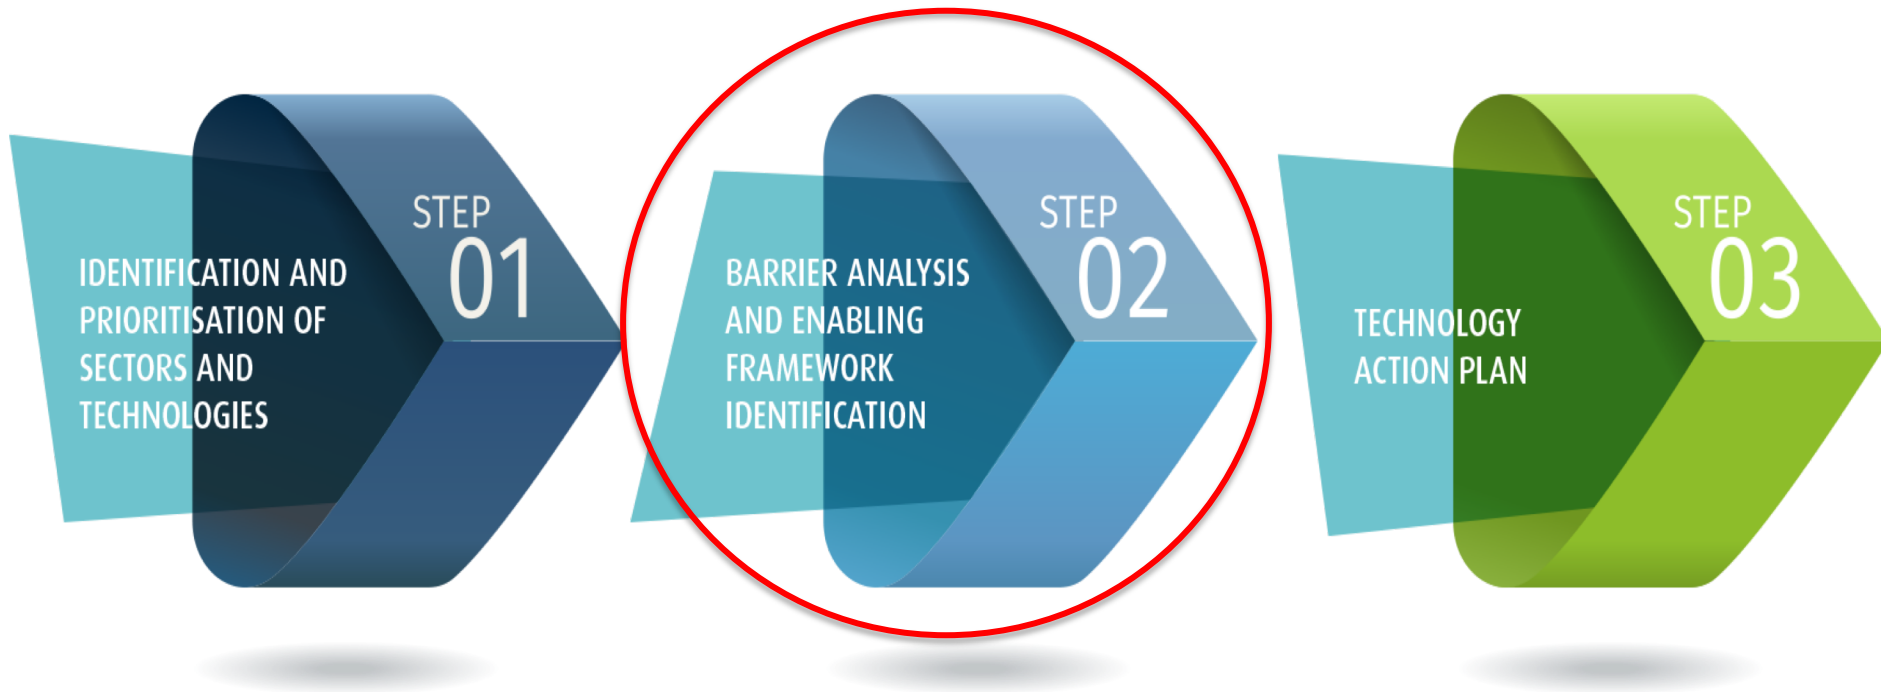 IDENTIFICATION AND
PRIORITISATION OF
SECTORS AND
TECHNOLOGIES
STEP
01
BARRIER ANALYSIS
AND ENABLING
FRAMEWORK
IDENTIFICATION
STEP
02
TECHNOLOGY
ACTION PLAN
STEP
03